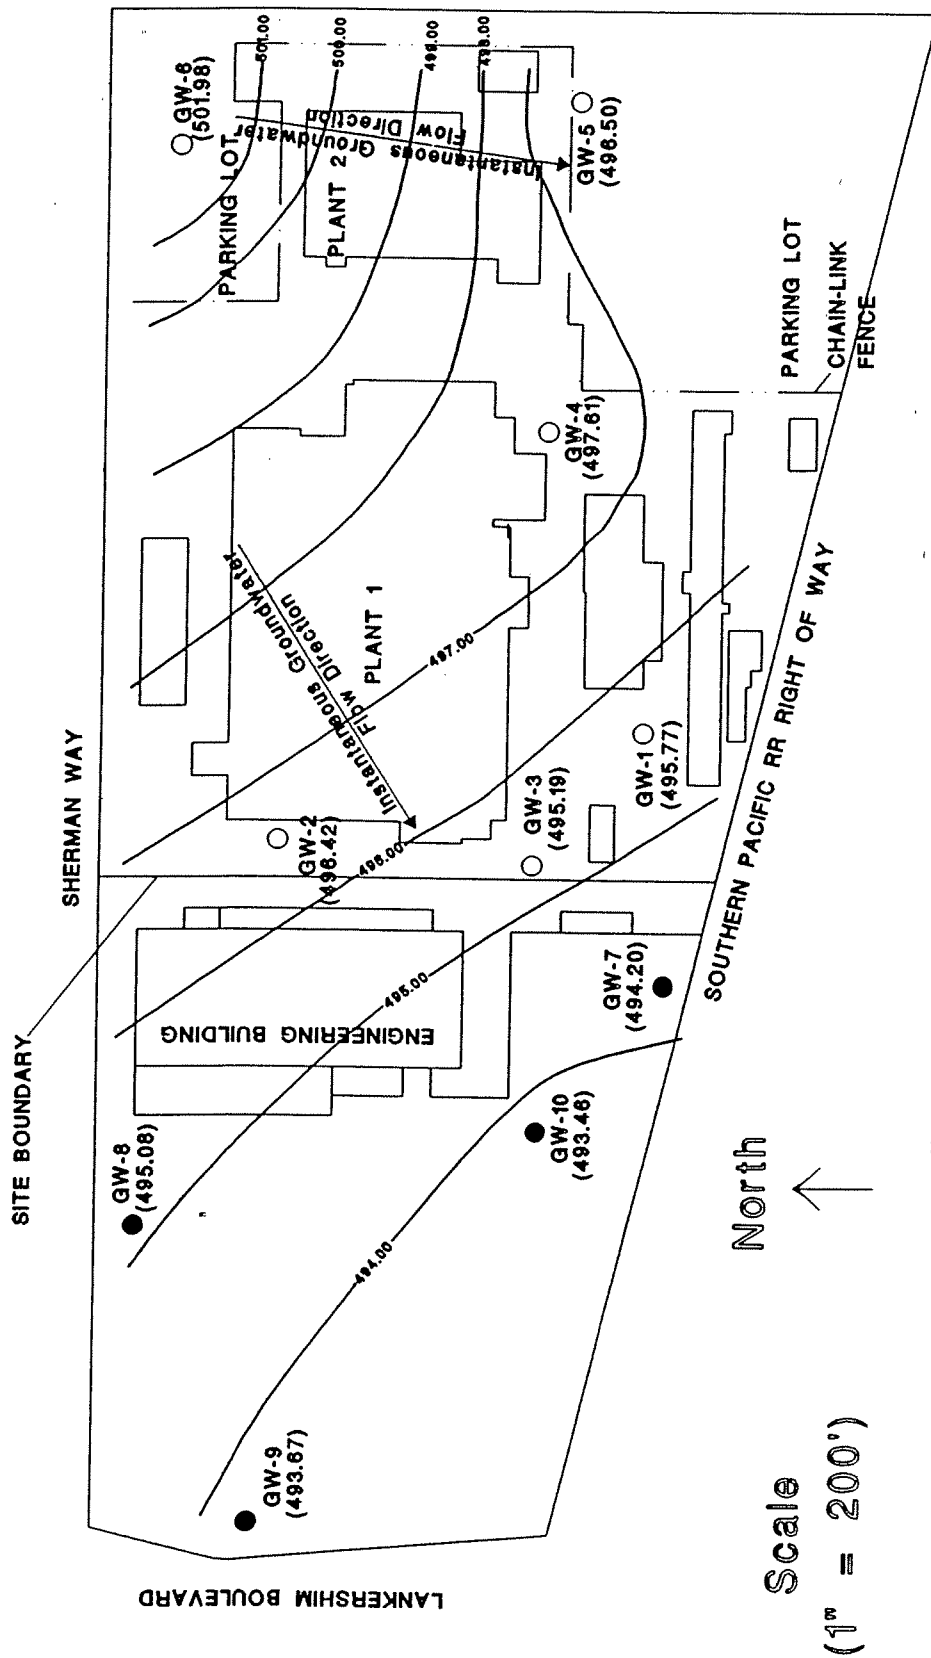 SHERMAN WAY
SITE BOUNDARY
GW-8
(495.08)
GW-9
(493.67)
LANKERSHIM BOULEVARD
ENGINEERING BUILDING
GW-10
(493.46)
GW-7
(494.20)
494.00
495.00
496.00
497.00
498.00
499.00
500.00
501.00
GW-2
(496.42)
GW-3
(495.19)
GW-1
(495.77)
PLANT 1
Instantaneous Groundwater
Flow Direction
GW-4
(497.61)
PARKING LOT
PLANT 2
GW-6
(501.98)
Instantaneous Groundwater
Flow Direction
GW-5
(496.50)
PARKING LOT
CHAIN-LINK
FENCE
SOUTHERN PACIFIC RR RIGHT OF WAY
North
Scale
(1" = 200')